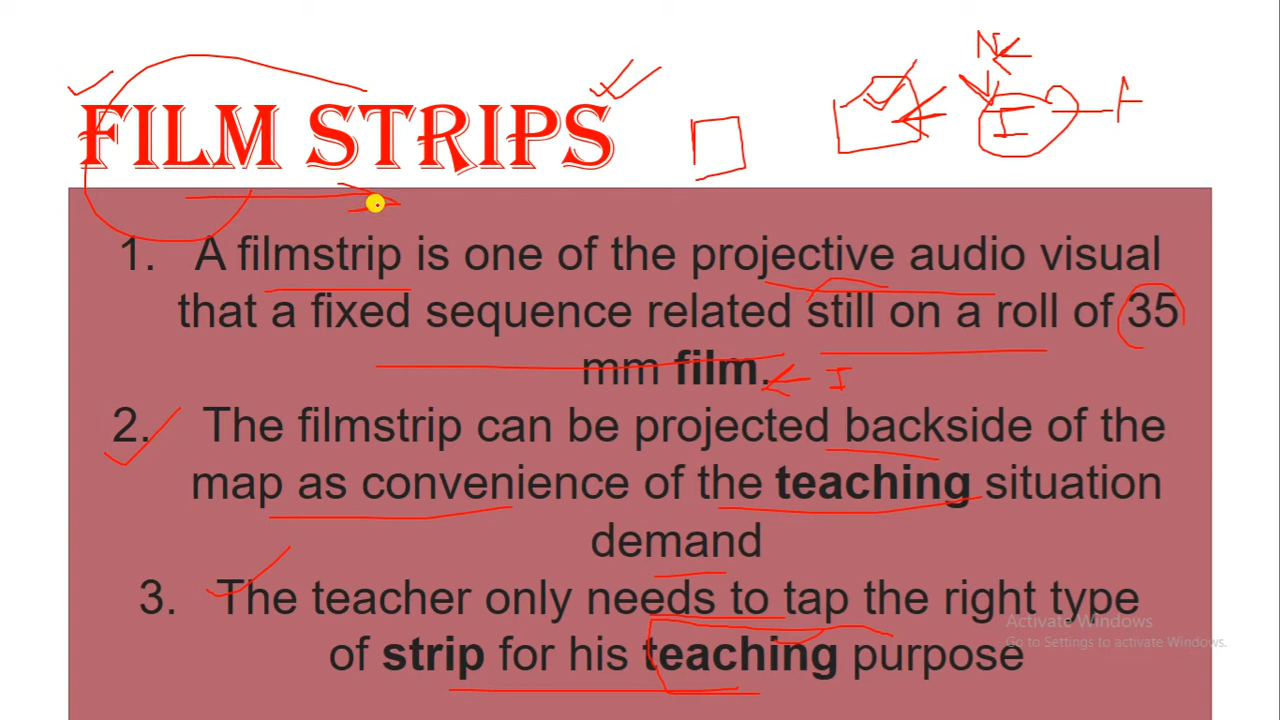 FILM STRIPS
N
I
A
1. A filmstrip is one of the projective audio visual
that a fixed sequence related still on a roll of 35
mm film.
I
2. The filmstrip can be projected backside of the
map as convenience of the teaching situation
demand
3. The teacher only needs to tap the right type
of strip for his teaching purpose
Activate Windows
Go to Settings to activate Windows.